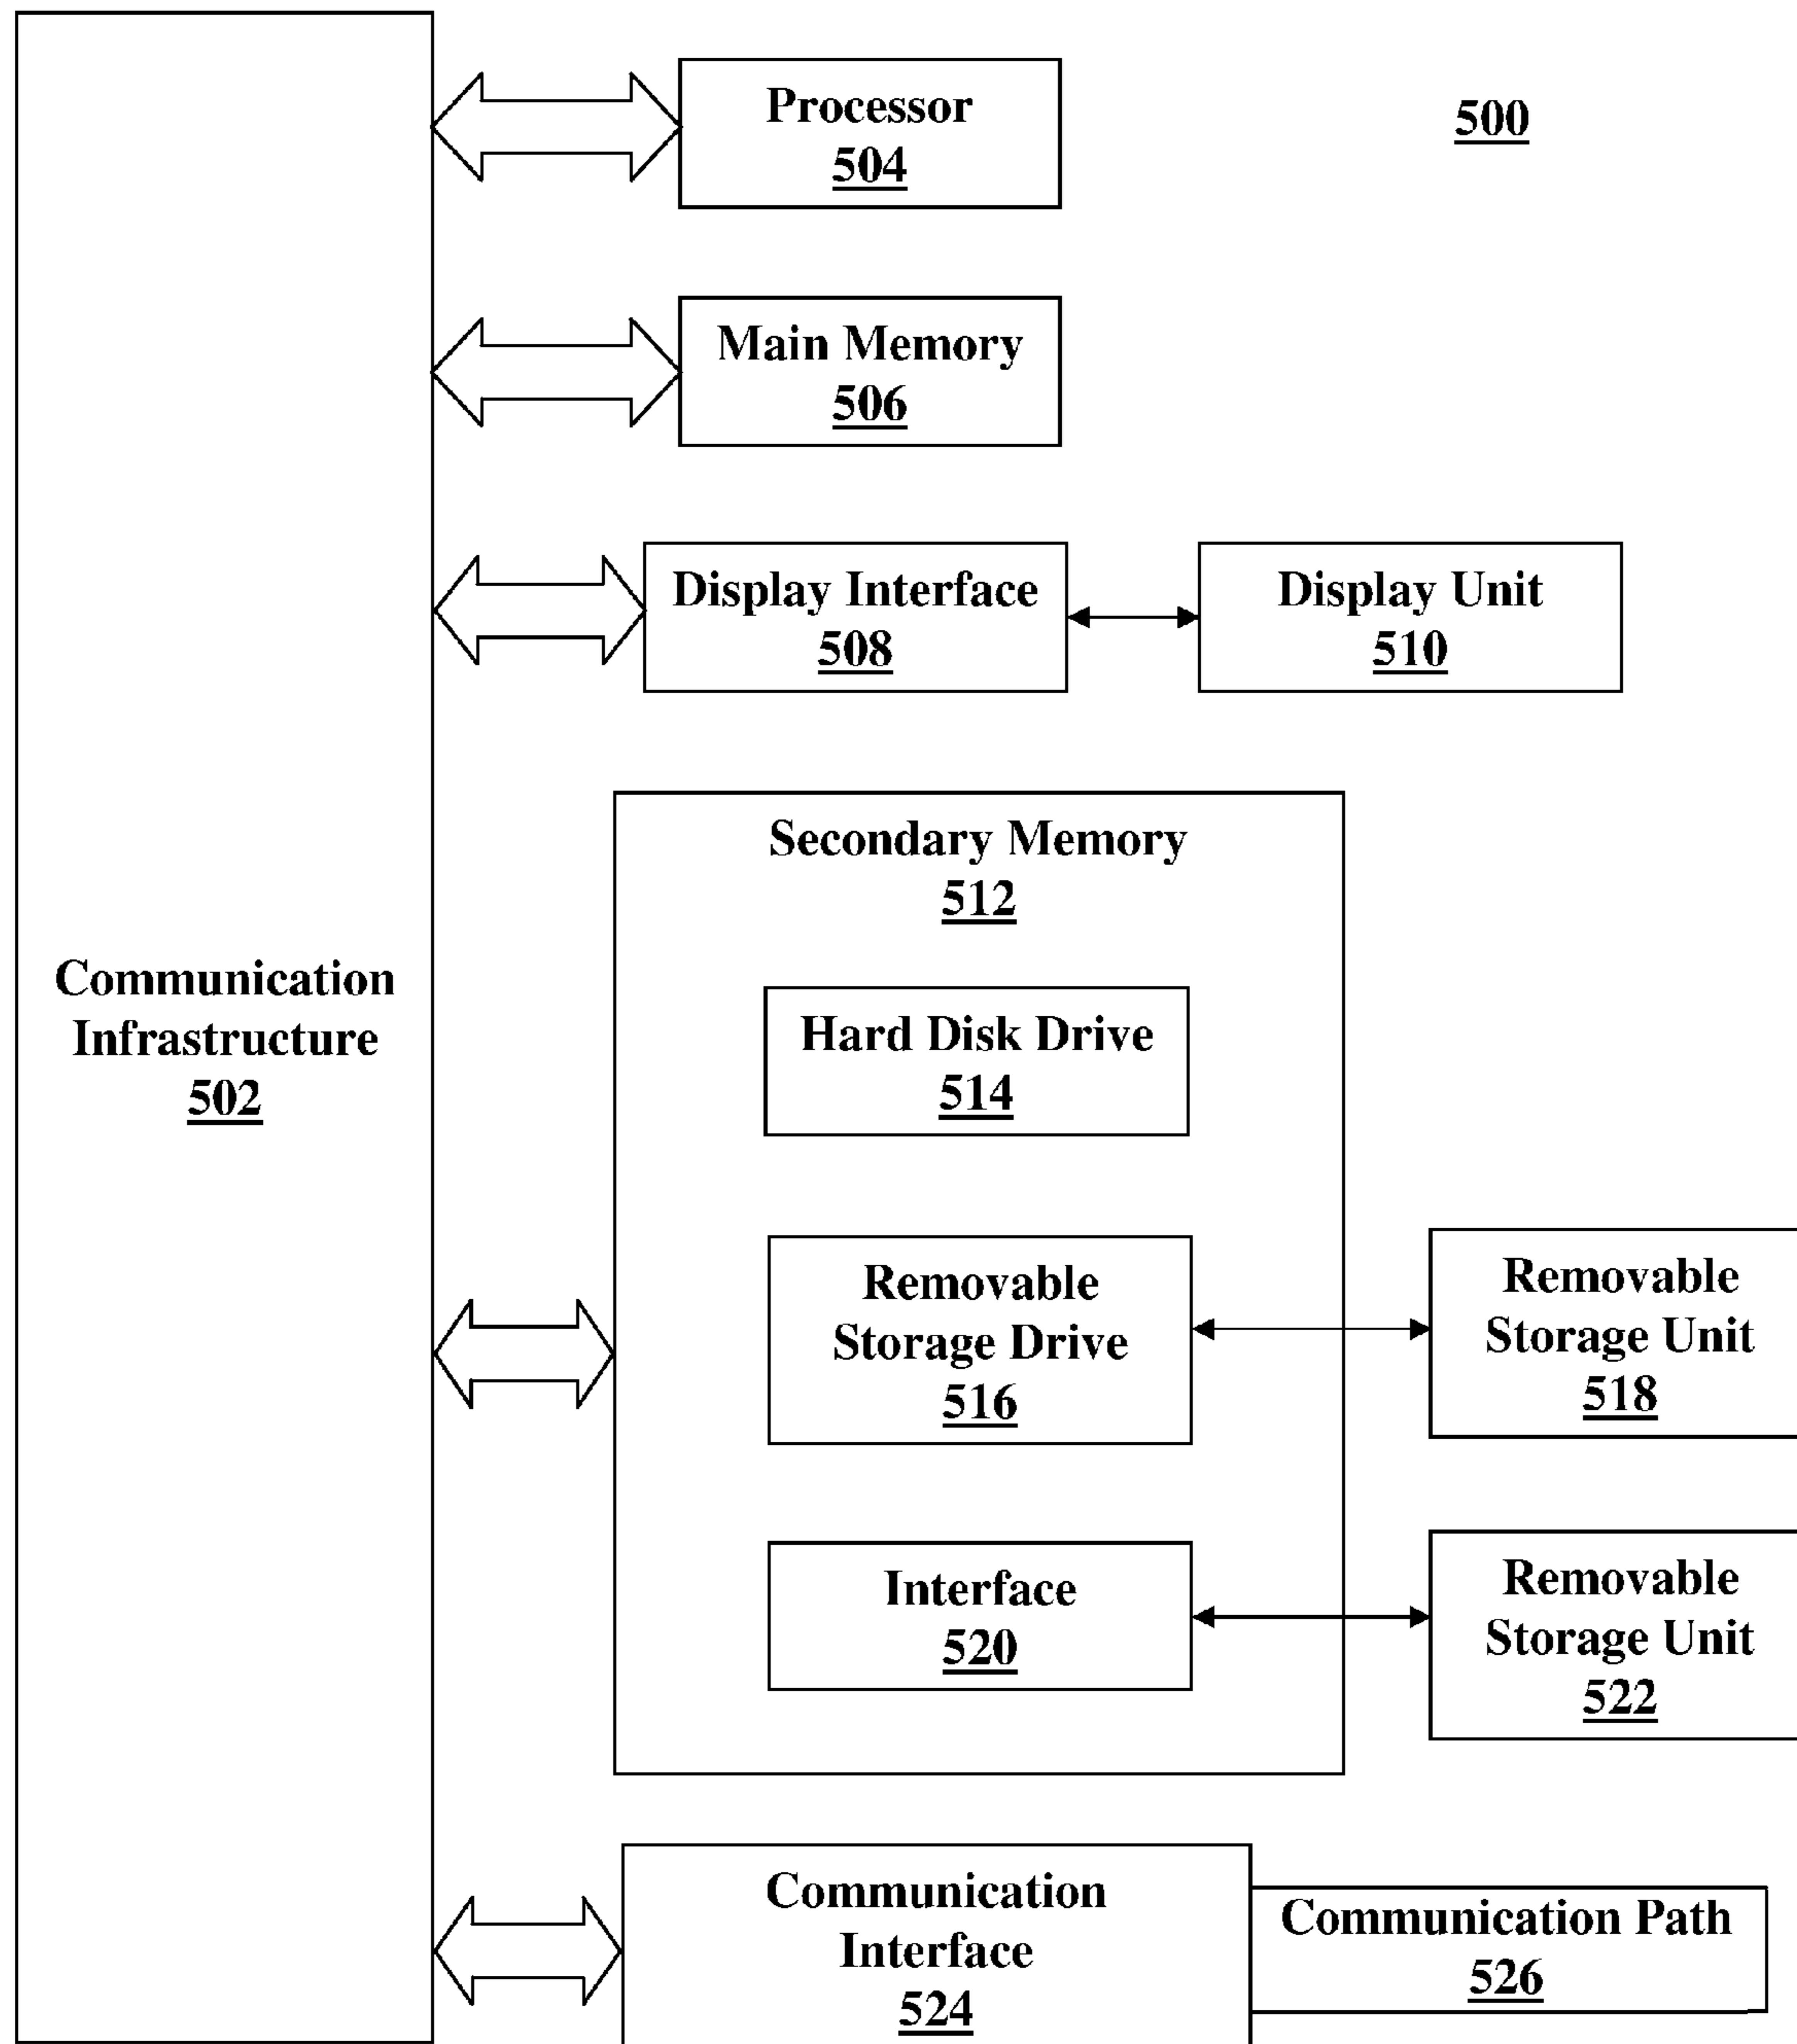 Processor
504
500
Main Memory
506
Display Interface
508
Display Unit
510
Secondary Memory
512
Communication
Infrastructure
502
Hard Disk Drive
514
Removable
Storage Drive
516
Removable
Storage Unit
518
Interface
520
Removable
Storage Unit
522
Communication
Interface
524
Communication Path
526